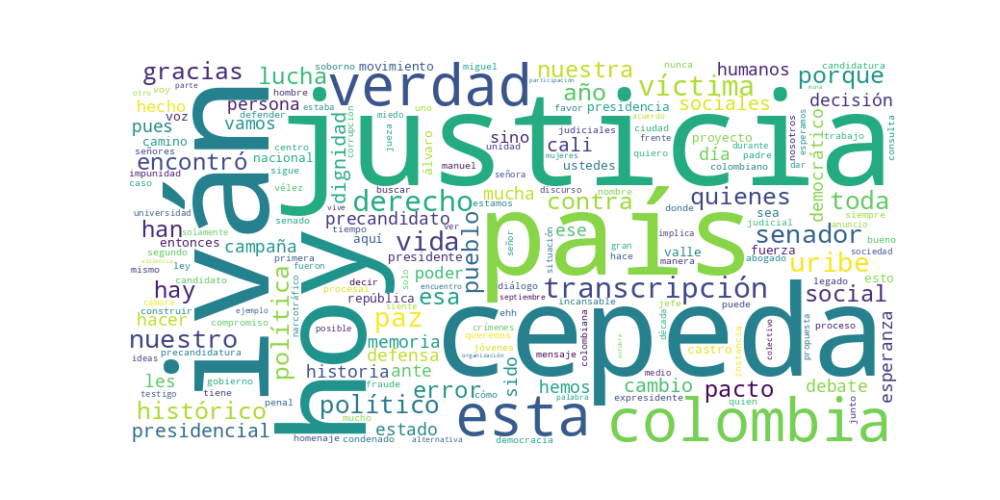 justicia
iván
hoy
país
cepeda
verdad
esta
colombia
gracias
lucha
soborno
movimiento
miguel
nuestra
nunca
humanos
candidatura
porque
otro
voy
parte
hombre
participación
víctima
hecho
persona
estaba
uno
favor
presidencia
año
sociales
frente
decisión
mina
voz
defender
miedo
pues
vamos
jueza
corrupción
judiciales
ciudad
proyecto
nosotros
esperamos
trabajo
consulta
camino
centro
dignidad
álvaro
sino
unidad
cali
quiero
durante
democrático
señores
nacional
mujeres
ustedes
día
padre
colombiano
dar
encontró
sigue
impunidad
manuel
señora
contra
caso
vélez
derecho
buscar
estamos
mucha
discurso
nombre
quienes
toda
siempre
universidad
senado
vive
ver
precandidato
pueblo
ese
donde
sea
judicial
anuncio
han
solamente
tiempo
señor
situación
gran
implica
valle
senador
bueno
entonces
aquí
vida
hace
manera
fuerza
abogado
sociedad
segundo
campaña
primera
presidente
violencia
fueron
decir
solo
poder
encuentro
diálogo
uribe
mismo
ley
candidato
política
procesal
esa
transcripción
social
esto
hay
narcotráfico
república
siente
septiembre
incansable
jefe
puede
legado
cámara
construir
ejemplo
paz
ehh
década
proceso
hacer
compromiso
posible
memoria
crímenes
castro
instancia
colectivo
propuesta
esperanza
nuestro
defensa
queremos
colombiana
octubre
ideas
precandidatura
historia
ante
jóvenes
organización
mensaje
les
gobierno
fraude
error
cómo
sido
hemos
medio
cambio
pacto
debate
testigo
tiene
penal
palabra
expresidente
quien
junto
histórico
mucho
político
presidencial
estado
homenaje
condenado
alternativa
democracia
acuerdo